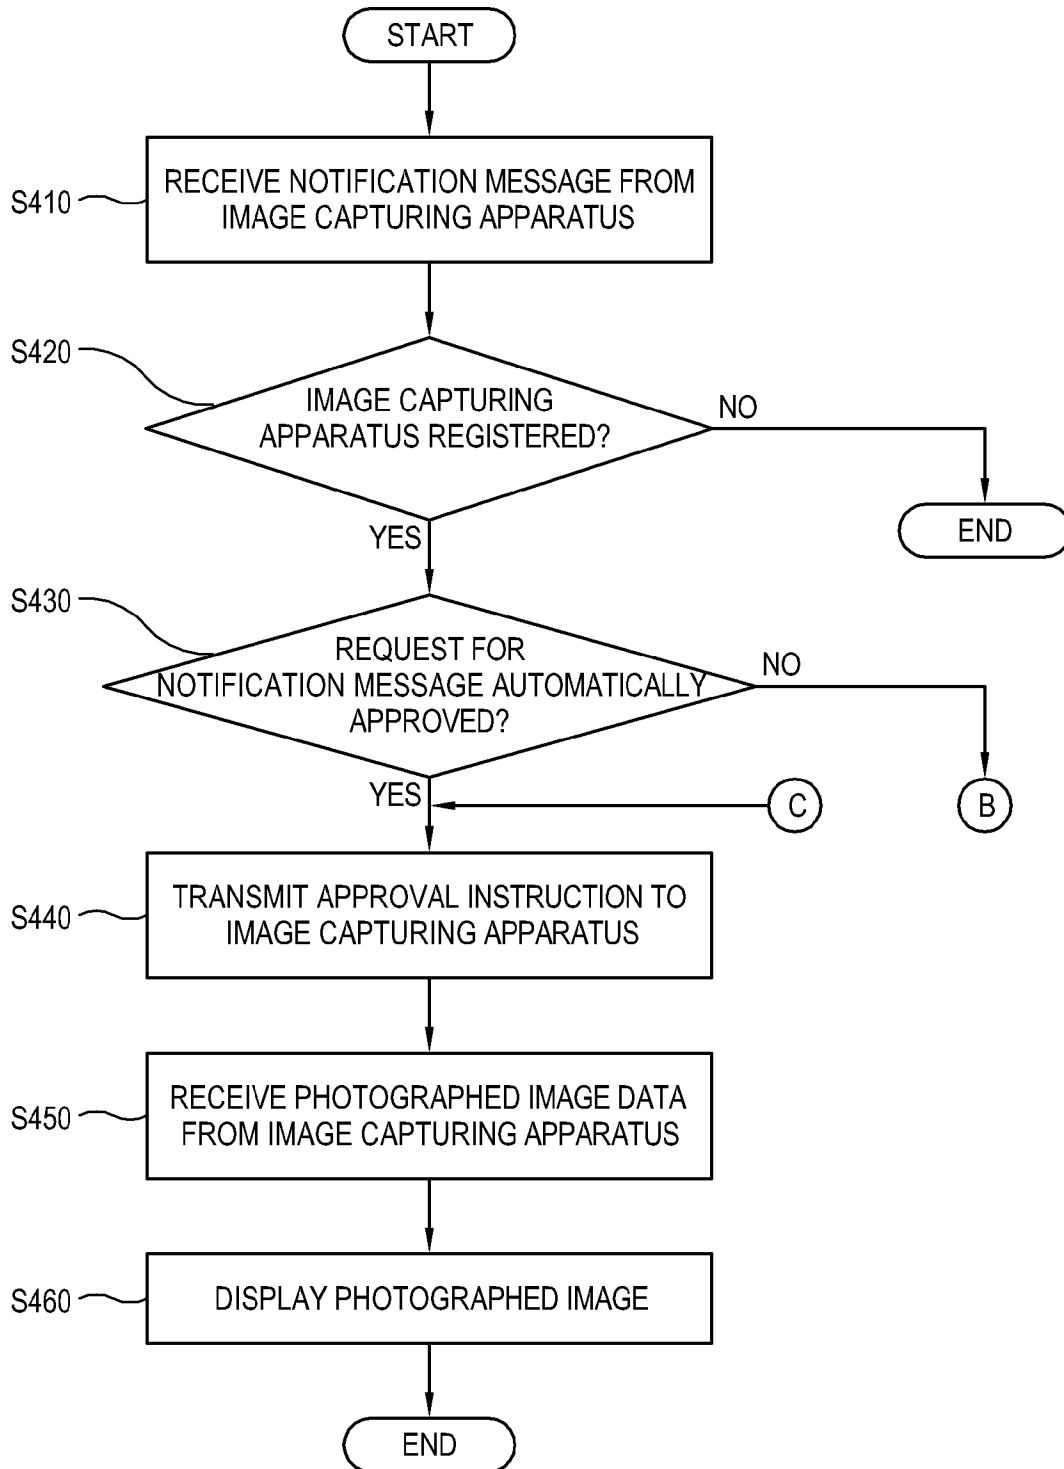 START
S410
RECEIVE NOTIFICATION MESSAGE FROM
IMAGE CAPTURING APPARATUS
S420
IMAGE CAPTURING
APPARATUS REGISTERED?
NO
YES
END
S430
REQUEST FOR
NOTIFICATION MESSAGE AUTOMATICALLY
APPROVED?
NO
YES
C
B
S440
TRANSMIT APPROVAL INSTRUCTION TO
IMAGE CAPTURING APPARATUS
S450
RECEIVE PHOTOGRAPHED IMAGE DATA
FROM IMAGE CAPTURING APPARATUS
S460
DISPLAY PHOTOGRAPHED IMAGE
END